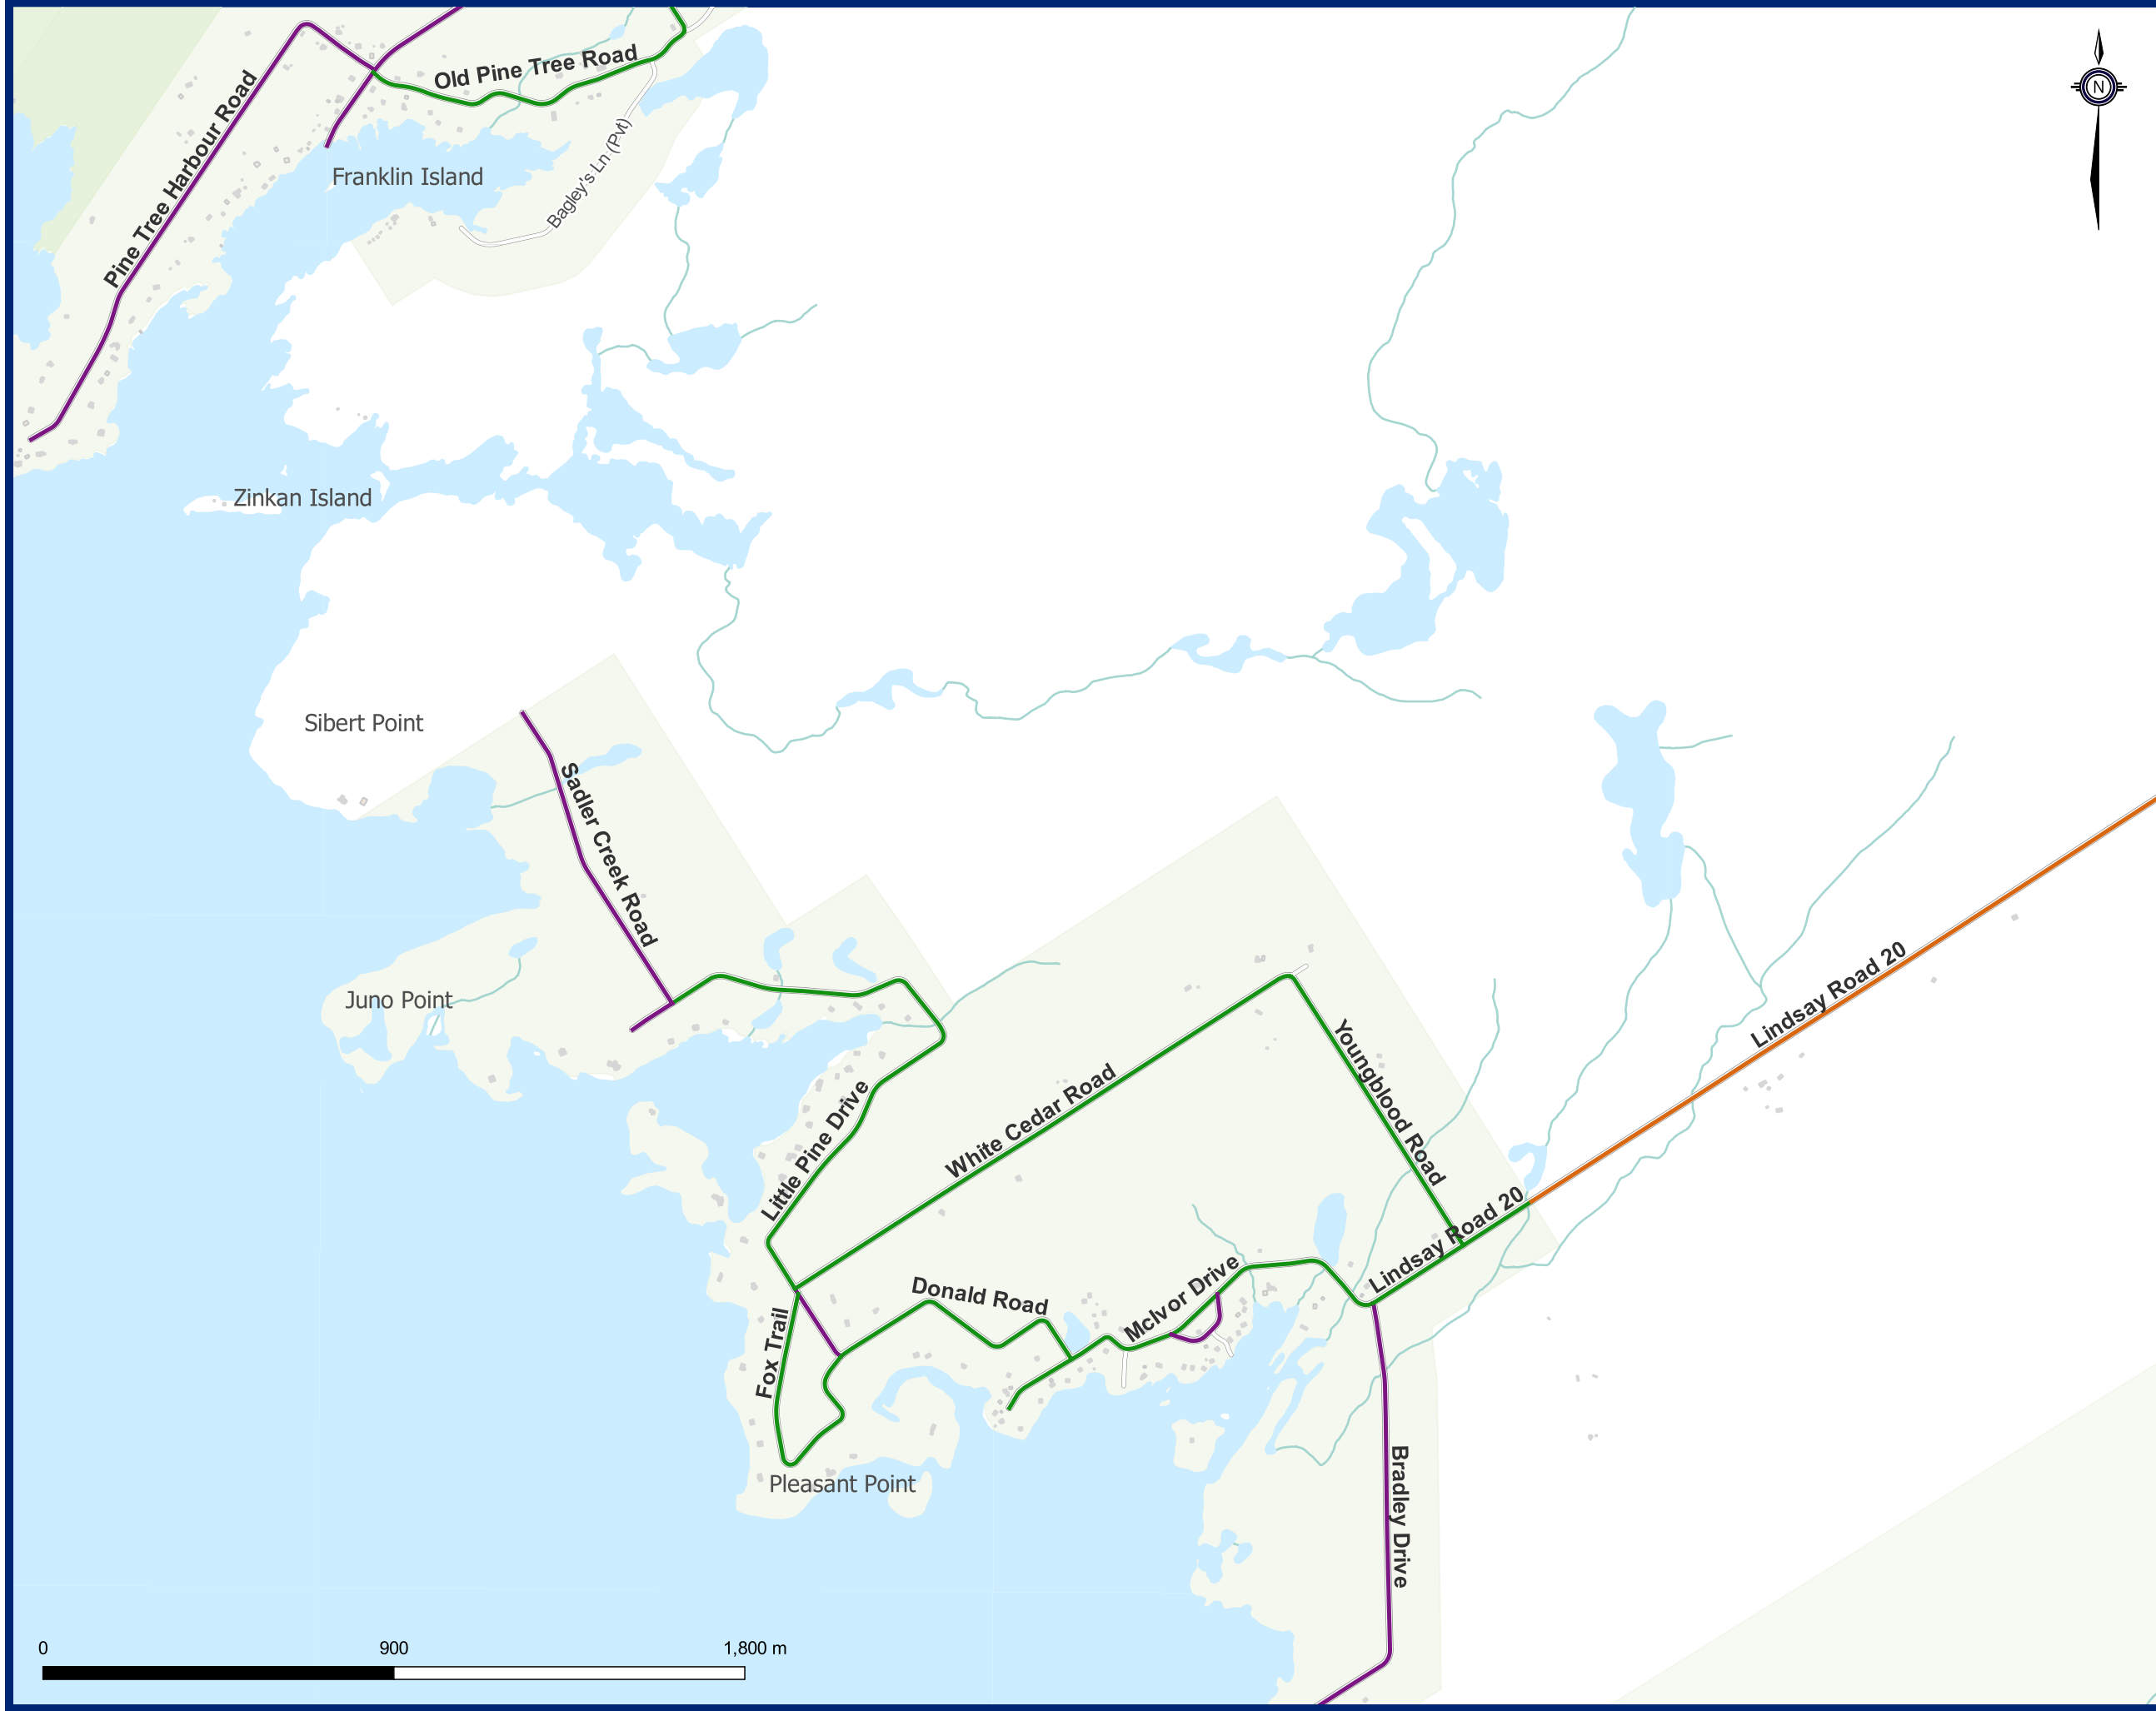 Old Pine Tree Road
N
Pine Tree Harbour Road
Bagley's Ln (Pvt)
Franklin Island
Zinkan Island
Sibert Point
Sadler Creek Road
Juno Point
Lindsay Road 20
Youngblood Road
White Cedar Road
Little Pine Drive
Lindsay Road 20
McIvor Drive
Donald Road
Fox Trail
Pleasant Point
Bradley Drive
0 900 1,800 m